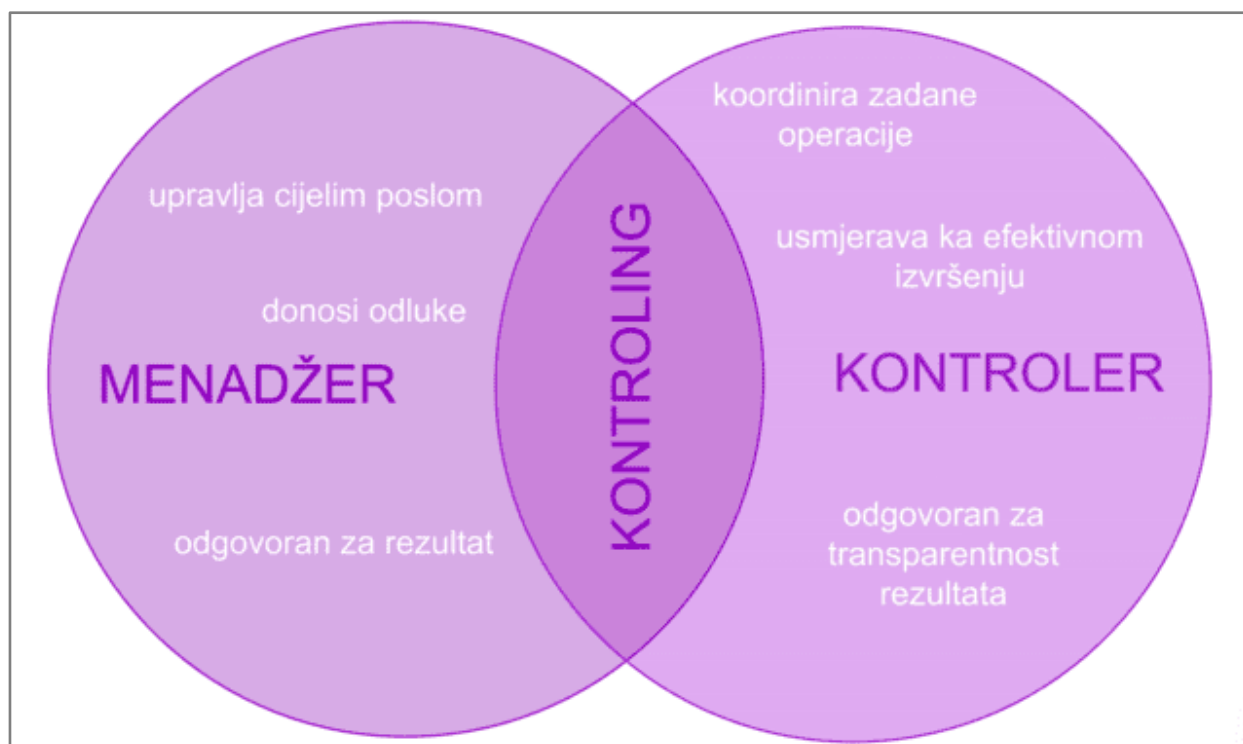 upravlja cijelim poslom
donosi odluke
MENADŽER
odgovoran za rezultat
KONTROLING
koordinira zadane
operacije
usmjerava ka efektivnom
izvršenju
KONTROLER
odgovoran za
transparentnost
rezultata